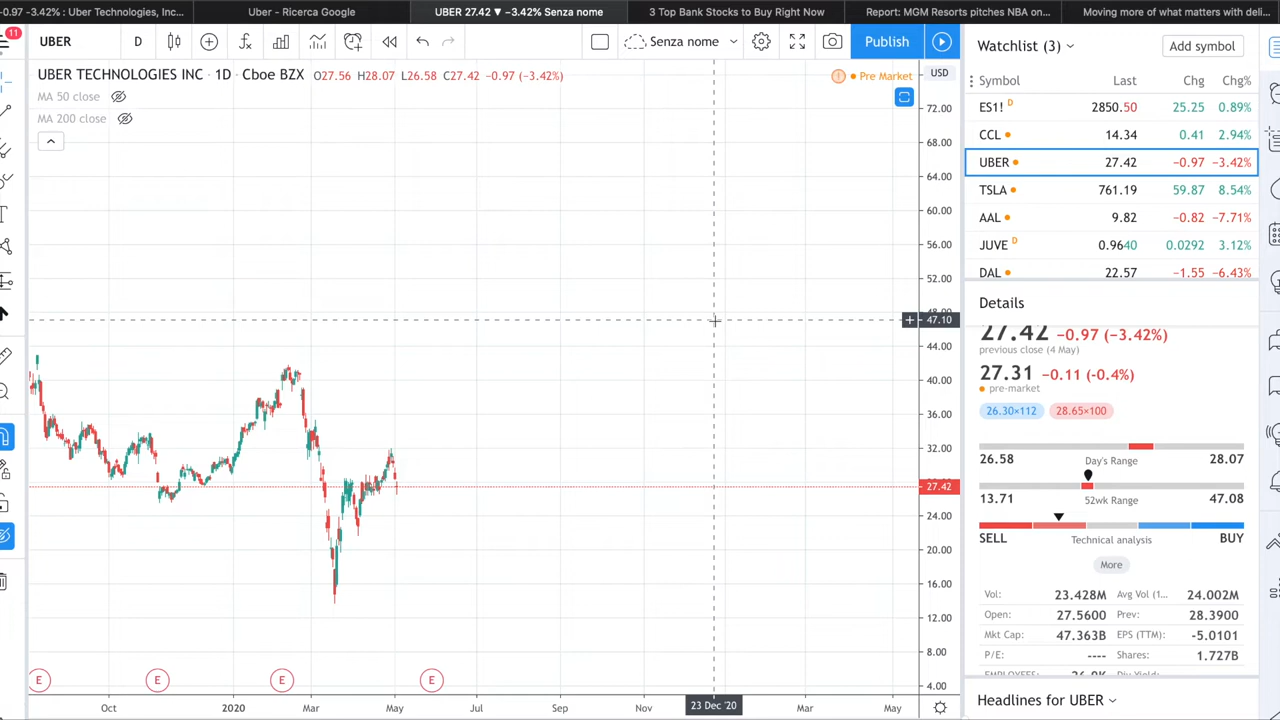 -0.97 −3.42% : Uber Technologies, Inc...
Uber - Ricerca Google
UBER 27.42 ▼ −3.42% Senza nome
3 Top Bank Stocks to Buy Right Now
Report: MGM Resorts pitches NBA on...
Moving more of what matters with deli...
11
UBER D Senza nome Publish
UBER TECHNOLOGIES INC · 1D · Cboe BZX O27.56 H28.07 L26.58 C27.42 −0.97 (−3.42%)
Pre Market
USD
MA 50 close
MA 200 close
72.00
68.00
64.00
60.00
56.00
52.00
47.10
44.00
40.00
36.00
32.00
27.42
24.00
20.00
16.00
12.00
8.00
4.00
E E E E
Oct 2020 Mar May Jul Sep Nov 23 Dec '20 Mar May
Watchlist (3) Add symbol
Symbol Last Chg Chg%
ES1! D 2850.50 25.25 0.89%
CCL 14.34 0.41 2.94%
UBER 27.42 −0.97 −3.42%
TSLA 761.19 59.87 8.54%
AAL 9.82 −0.82 −7.71%
JUVE D 0.9640 0.0292 3.12%
DAL 22.57 −1.55 −6.43%
Details
27.42 −0.97 (−3.42%)
previous close (4 May)
27.31 −0.11 (-0.4%)
pre-market
26.30×112 28.65×100
26.58 Day's Range 28.07
13.71 52wk Range 47.08
SELL Technical analysis BUY
More
Vol: 23.428M Avg Vol (1... 24.002M
Open: 27.5600 Prev: 28.3900
Mkt Cap: 47.363B EPS (TTM): -5.0101
P/E: ---- Shares: 1.727B
Headlines for UBER